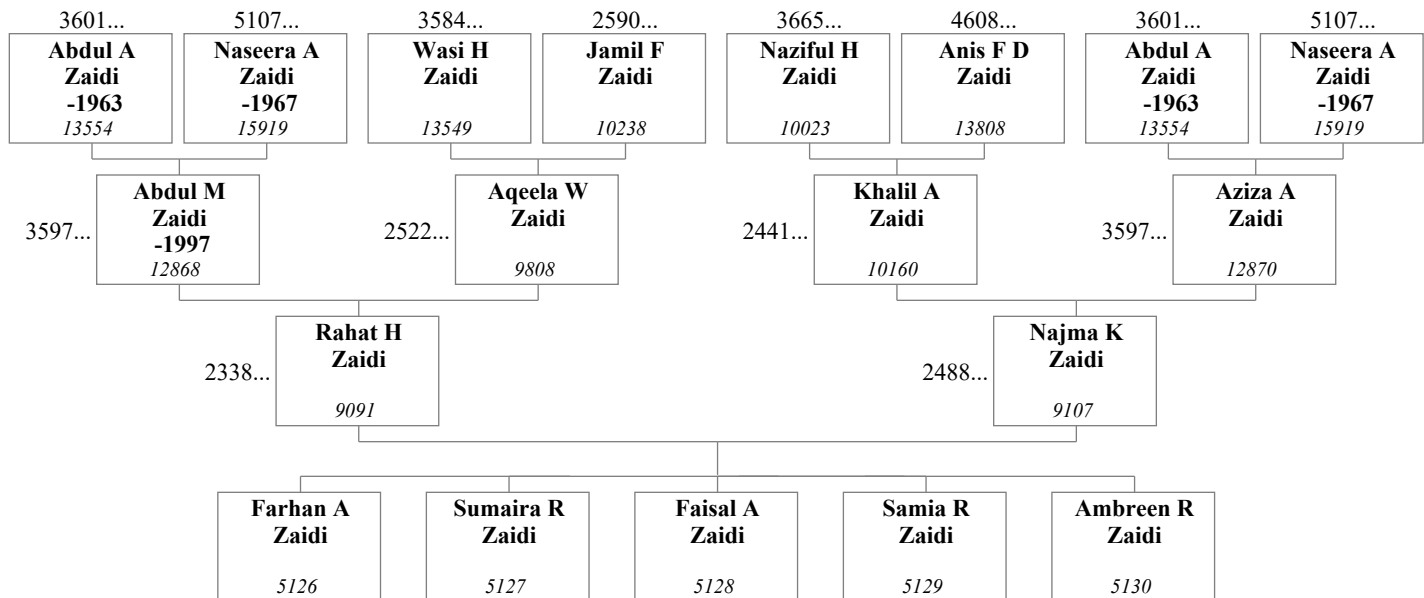 3601... 5107... 3584... 2590... 3665... 4608... 3601... 5107...
Abdul A
Zaidi
-1963
13554
Naseera A
Zaidi
-1967
15919
Wasi H
Zaidi
13549
Jamil F
Zaidi
10238
Naziful H
Zaidi
10023
Anis F D
Zaidi
13808
Abdul A
Zaidi
-1963
13554
Naseera A
Zaidi
-1967
15919
3597...
Abdul M
Zaidi
-1997
12868
2522...
Aqeela W
Zaidi
9808
2441...
Khalil A
Zaidi
10160
3597...
Aziza A
Zaidi
12870
2338...
Rahat H
Zaidi
9091
2488...
Najma K
Zaidi
9107
Farhan A
Zaidi
5126
Sumaira R
Zaidi
5127
Faisal A
Zaidi
5128
Samia R
Zaidi
5129
Ambreen R
Zaidi
5130